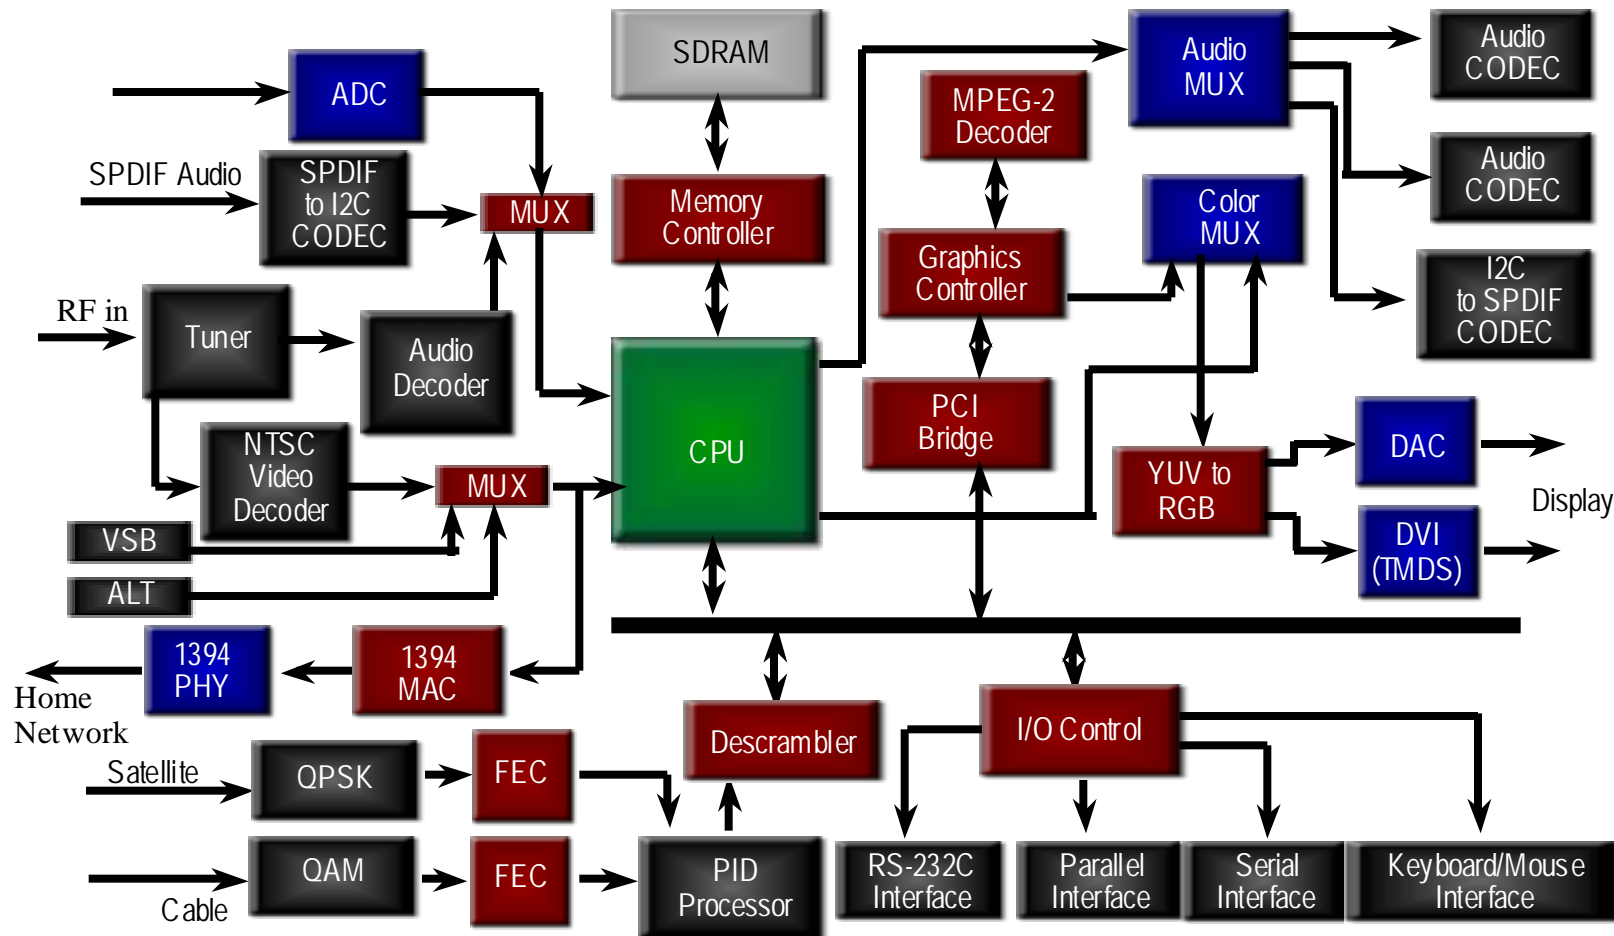 SDRAM
Audio
MUX
Audio
CODEC
ADC
MPEG-2
Decoder
SPDIF Audio
SPDIF
to I2C
CODEC
MUX
Memory
Controller
Color
MUX
Audio
CODEC
Graphics
Controller
I2C
to SPDIF
CODEC
RF in
Tuner
Audio
Decoder
CPU
PCI
Bridge
DAC
NTSC
Video
Decoder
MUX
YUV to
RGB
Display
VSB
DVI
(TMDS)
ALT
1394
PHY
1394
MAC
Home
Network
Descrambler
I/O Control
Satellite
QPSK
FEC
QAM
FEC
Cable
PID
Processor
RS-232C
Interface
Parallel
Interface
Serial
Interface
Keyboard/Mouse
Interface